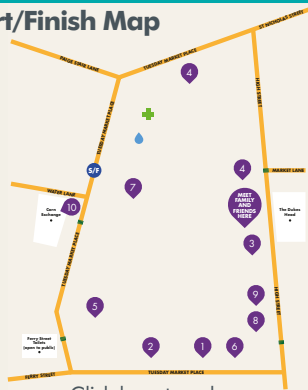 rt/Finish Map
ST NICHOLAS STREET
PAGE STAIR LANE
TUESDAY MARKET PLACE
4
HIGH STREET
TUESDAY MARKET PLACE
S/F
4
MARKET LANE
7
WATER LANE
10
Corn
Exchange
MEET
FAMILY
AND
FRIENDS
HERE
The Dukes
Head
3
TUESDAY MARKET PLACE
9
HIGH STREET
5
8
Ferry Street
Toilets
(open to public)
2
1
6
FERRY STREET
TUESDAY MARKET PLACE